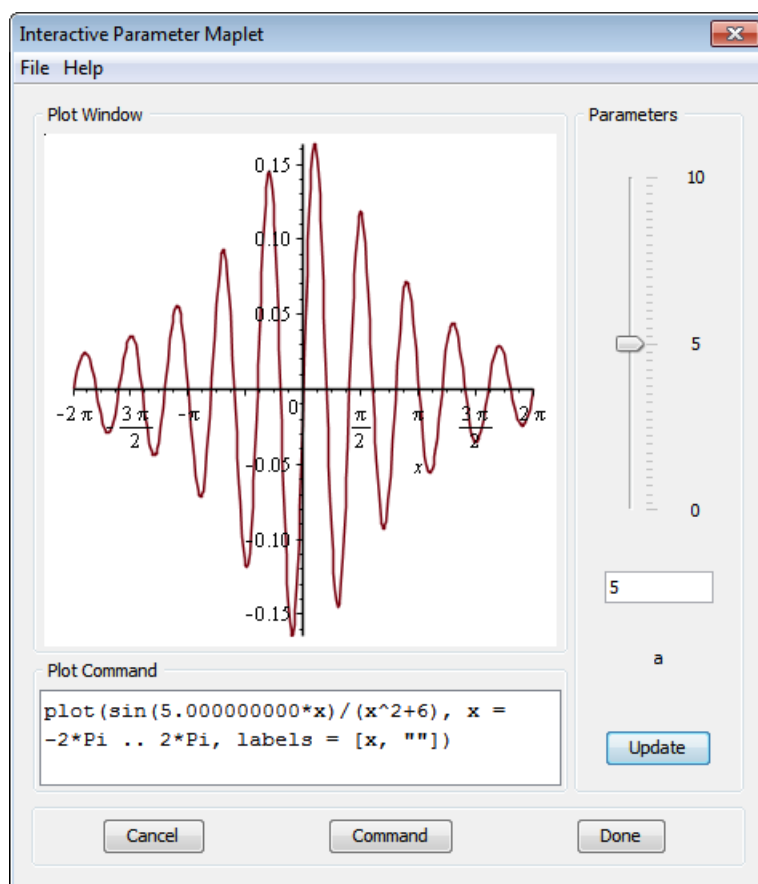 Interactive Parameter Maplet
File Help
Plot Window
0.15
0.10
0.05
0
-2 π
-3 π/2
-π
π/2
π
3 π/2
2 π
x
-0.05
-0.10
-0.15
Parameters
10
5
0
5
a
Update
Plot Command
plot(sin(5.000000000*x)/(x^2+6), x =
-2*Pi .. 2*Pi, labels = [x, ""])
Cancel
Command
Done